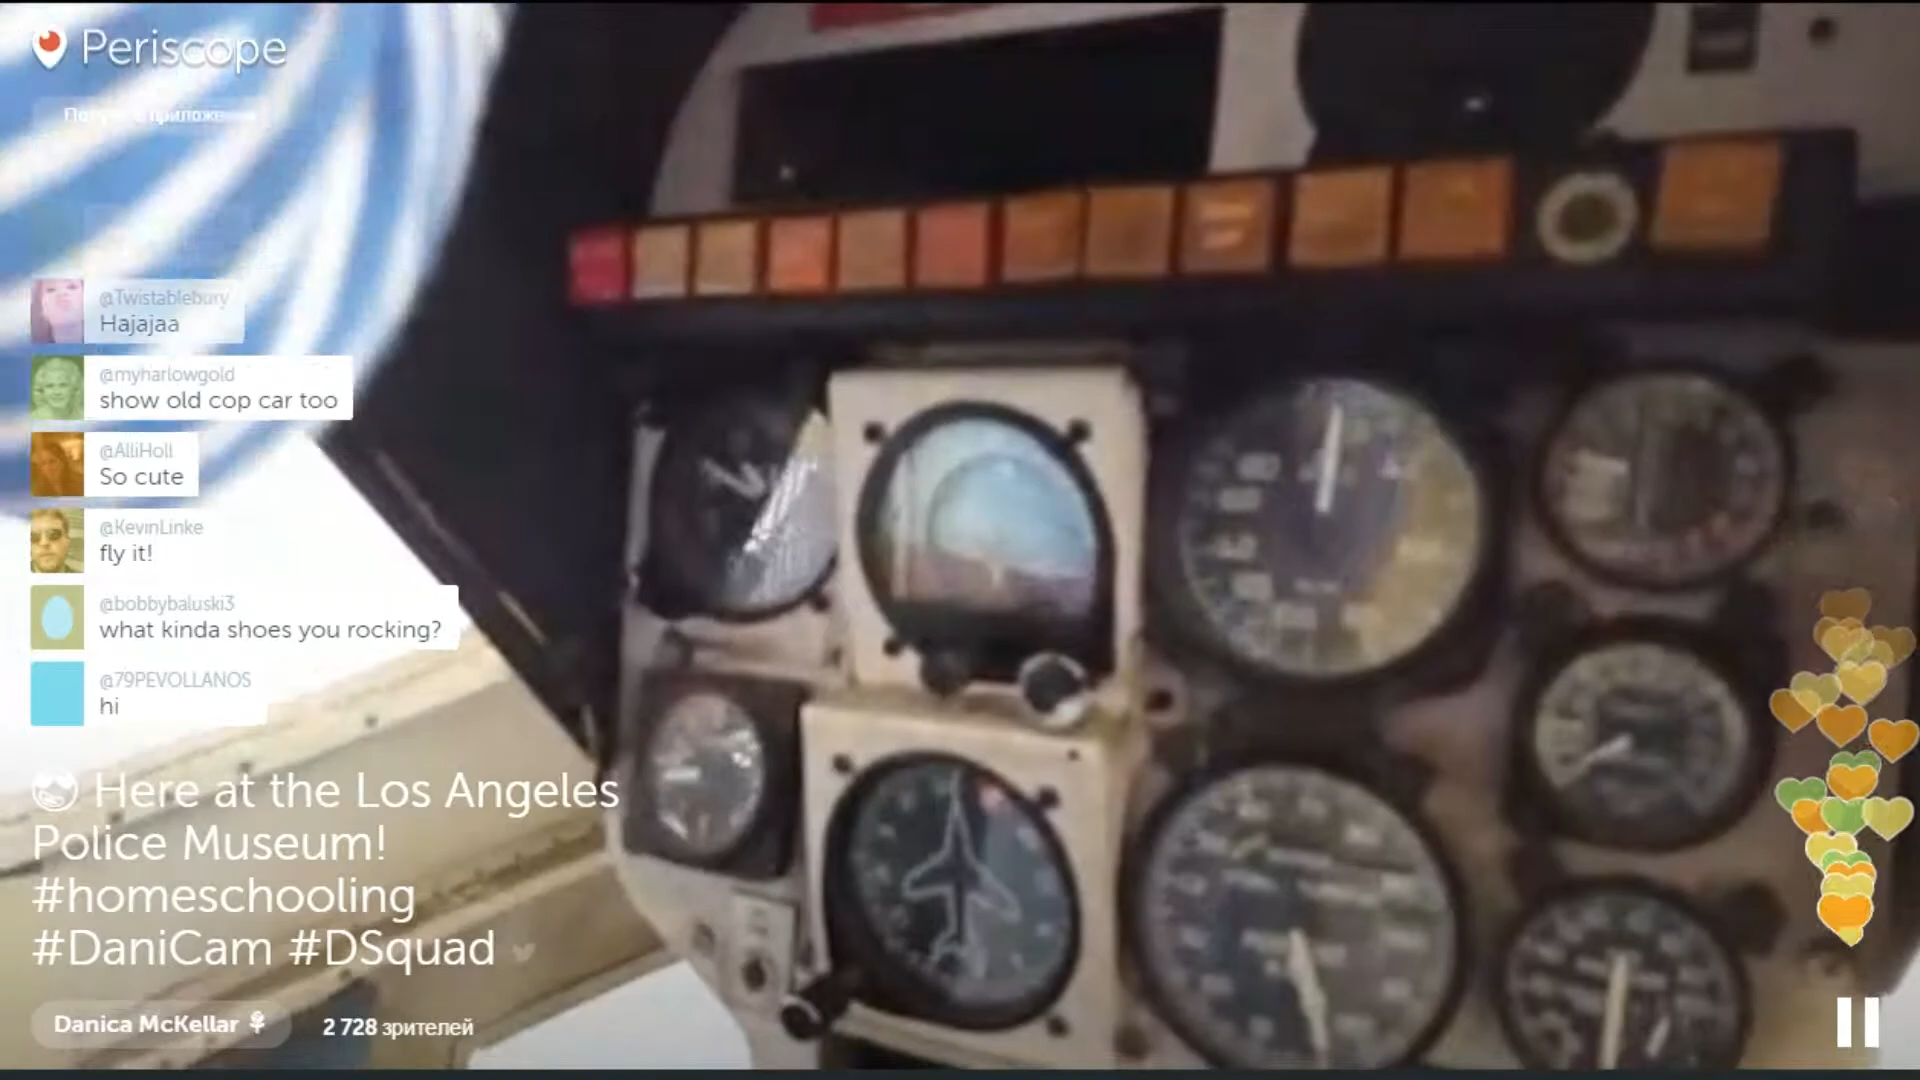 Periscope
@Twistablebury
Hajajaa
@myharlowgold
show old cop car too
@AlliHoll
So cute
@KevinLinke
fly it!
@bobbybaluski3
what kinda shoes you rocking?
@79PEVOLLANOS
hi
Here at the Los Angeles
Police Museum!
#homeschooling
#DaniCam #DSquad
Danica McKellar
2 728 зрителей